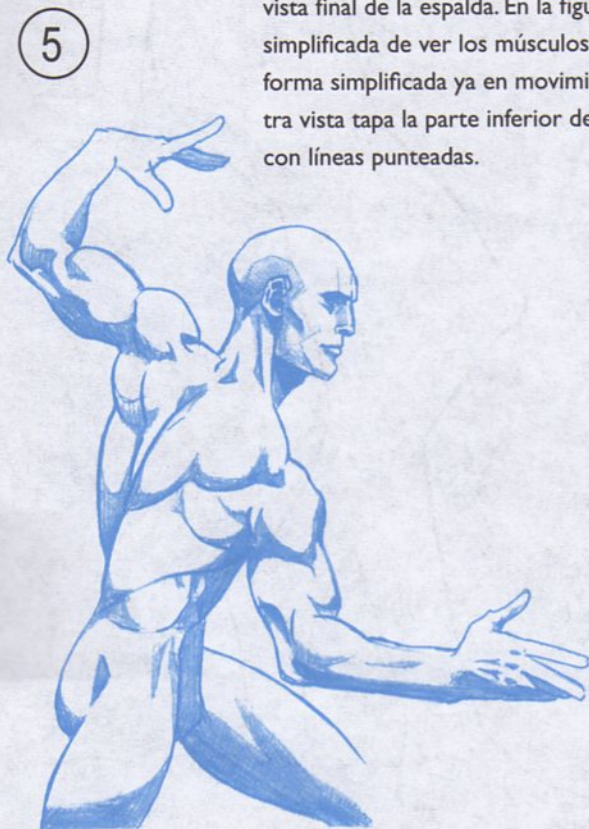 5
vista final de la espalda. En la figu
simplificada de ver los músculos
forma simplificada ya en movimi
tra vista tapa la parte inferior de
con líneas punteadas.